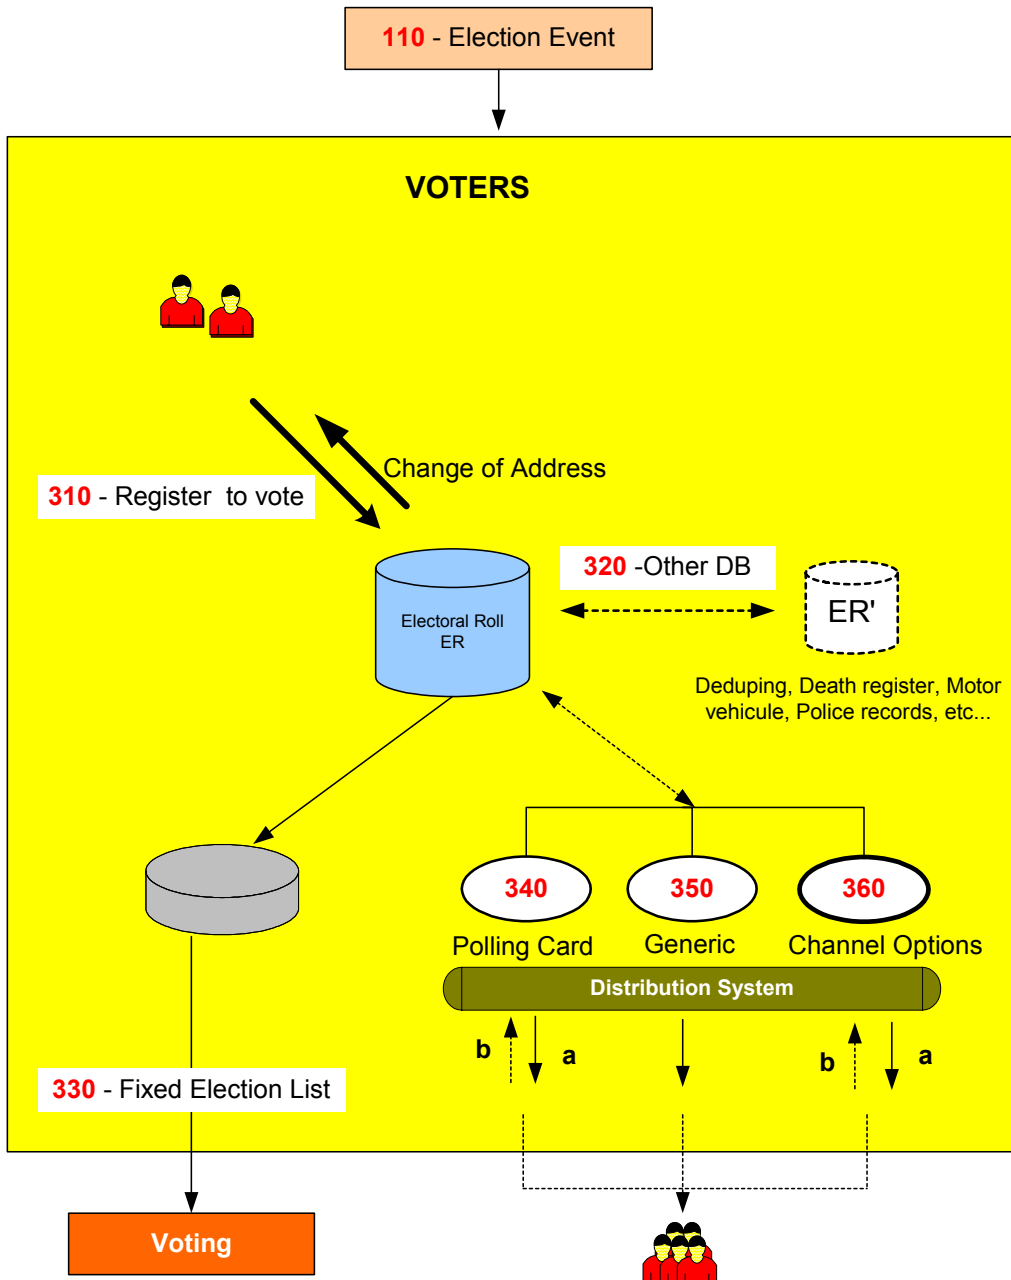 110 - Election Event
VOTERS
Change of Address
310 - Register to vote
320 -Other DB
ER'
Electoral Roll
ER
Deduping, Death register, Motor
vehicule, Police records, etc...
340
350
360
Polling Card
Generic
Channel Options
Distribution System
b
a
b
a
330 - Fixed Election List
Voting